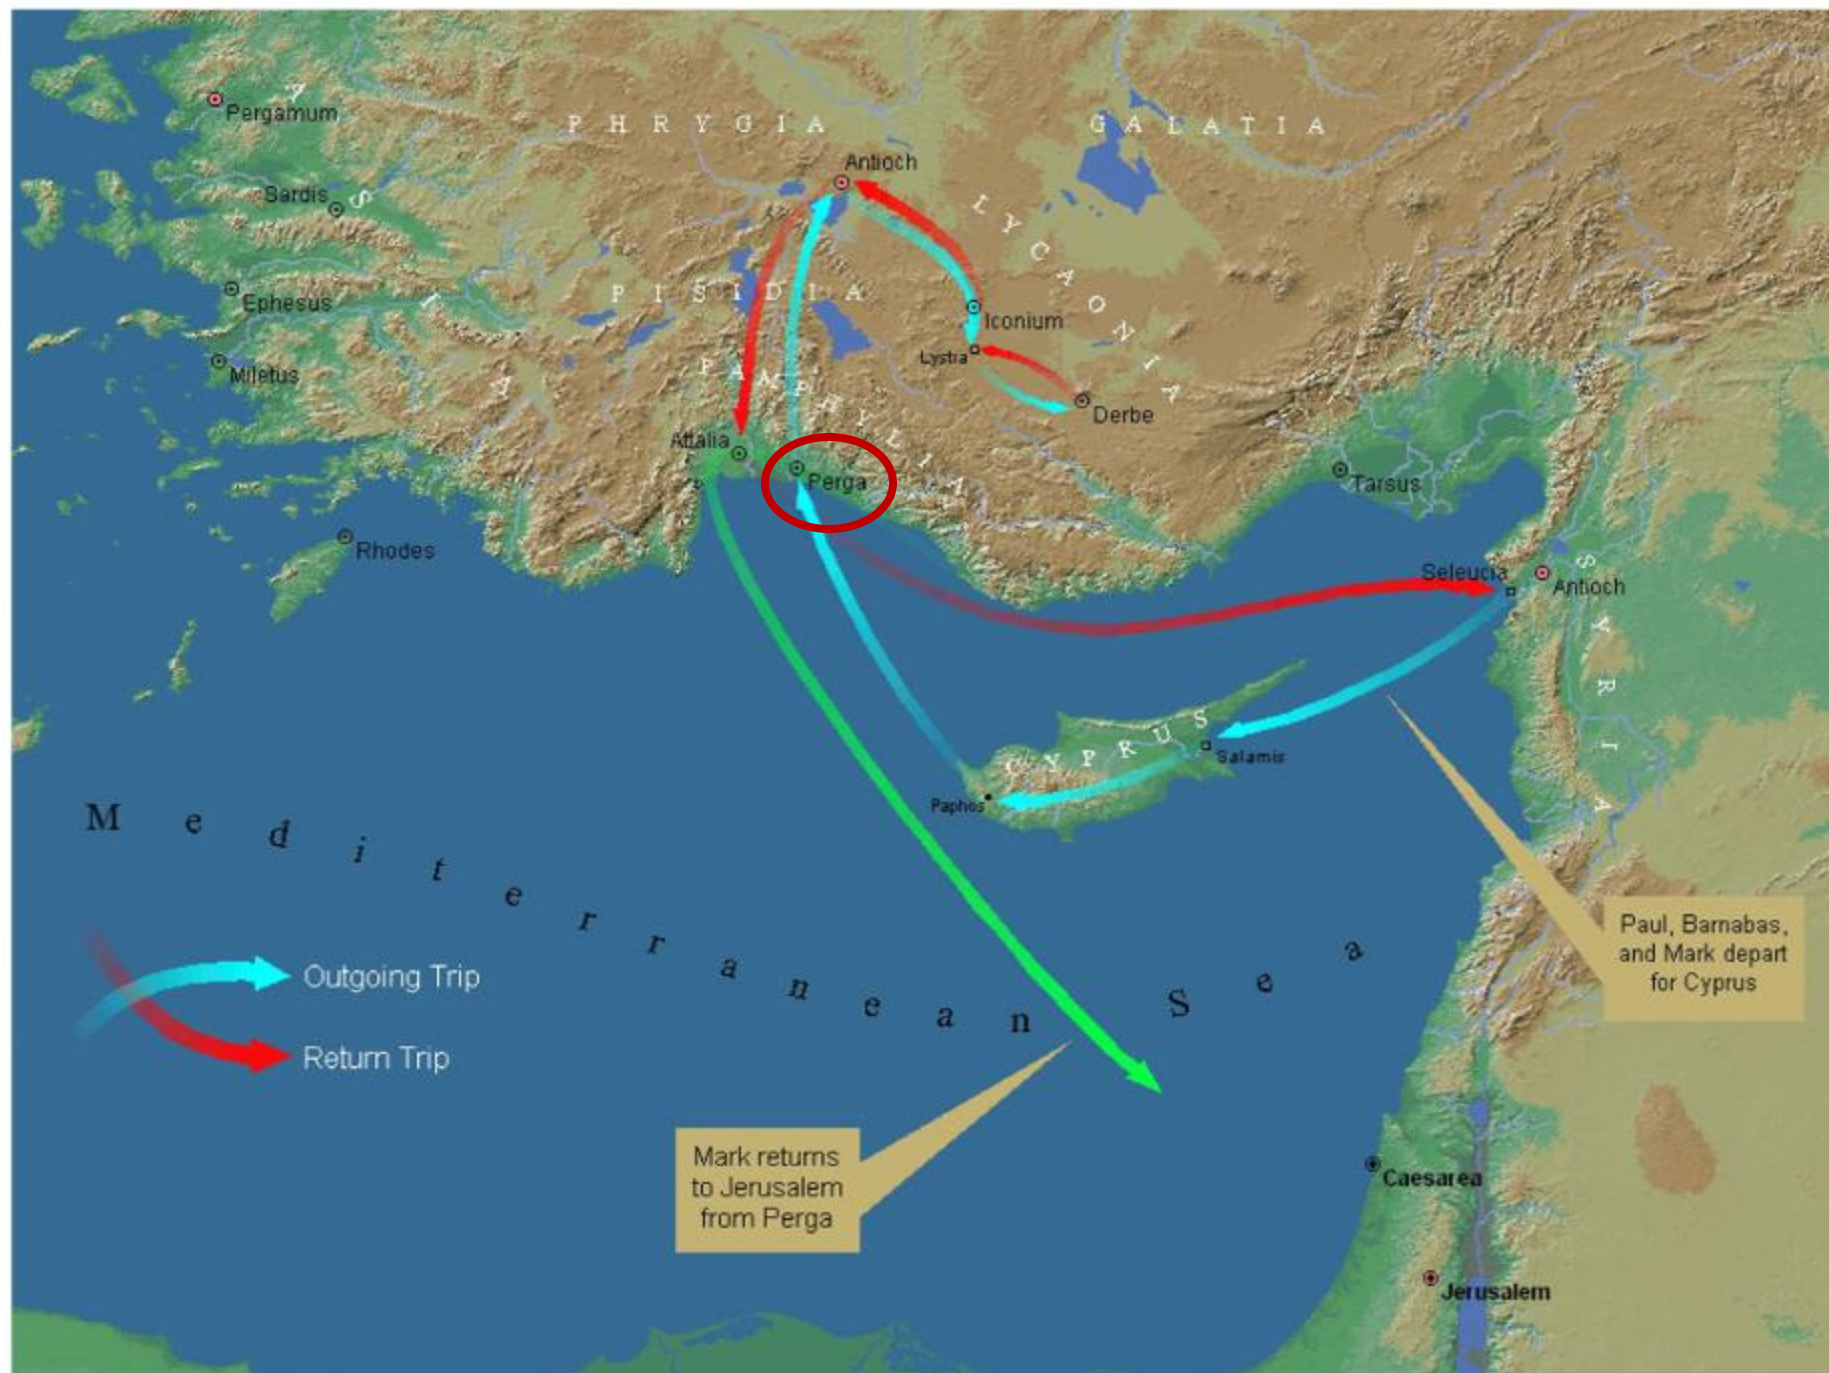 Pergamum
PHRYGIA
GALATIA
Antioch
Sardis
ASIA
LYCAONIA
Ephesus
PISIDIA
Iconium
Lystra
Miletus
PAMPHYLIA
Derbe
Attalia
Perga
Tarsus
Rhodes
Seleucia
Antioch
SYRIA
CYPRUS
Salamis
Paphos
Mediterranean Sea
Paul, Barnabas,
and Mark depart
for Cyprus
Outgoing Trip
Return Trip
Mark returns
to Jerusalem
from Perga
Caesarea
Jerusalem